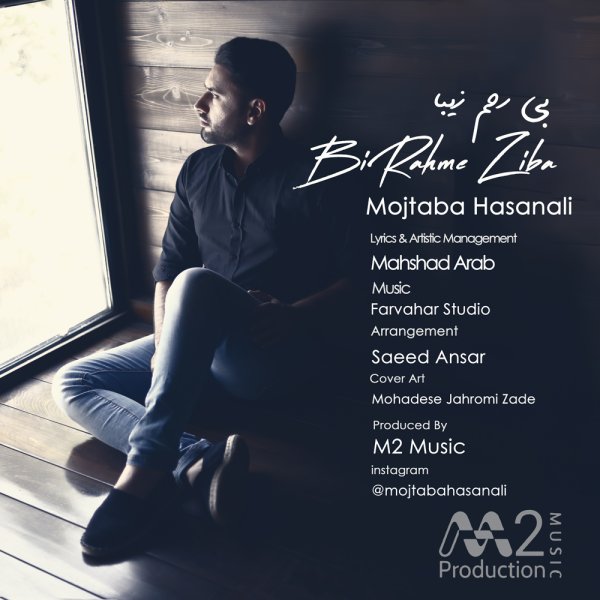 بی رحم زیبا
BiRahme Ziba
Mojtaba Hasanali
Lyrics & Artistic Management
Mahshad Arab
Music
Farvahar Studio
Arrangement
Saeed Ansar
Cover Art
Mohadese Jahromi Zade
Produced By
M2 Music
instagram
@mojtabahasanali
M2 MUSIC
Production